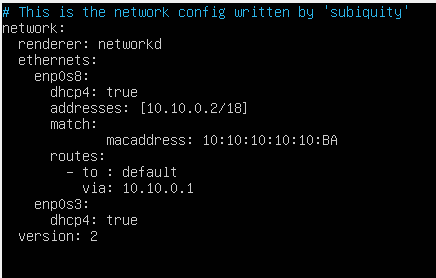 # This is the network config written by 'subiquity'
network:
  renderer: networkd
  ethernets:
    enp0s8:
      dhcp4: true
      addresses: [10.10.0.2/18]
      match:
             macaddress: 10:10:10:10:10:BA
      routes:
        - to : default
          via: 10.10.0.1
    enp0s3:
      dhcp4: true
  version: 2